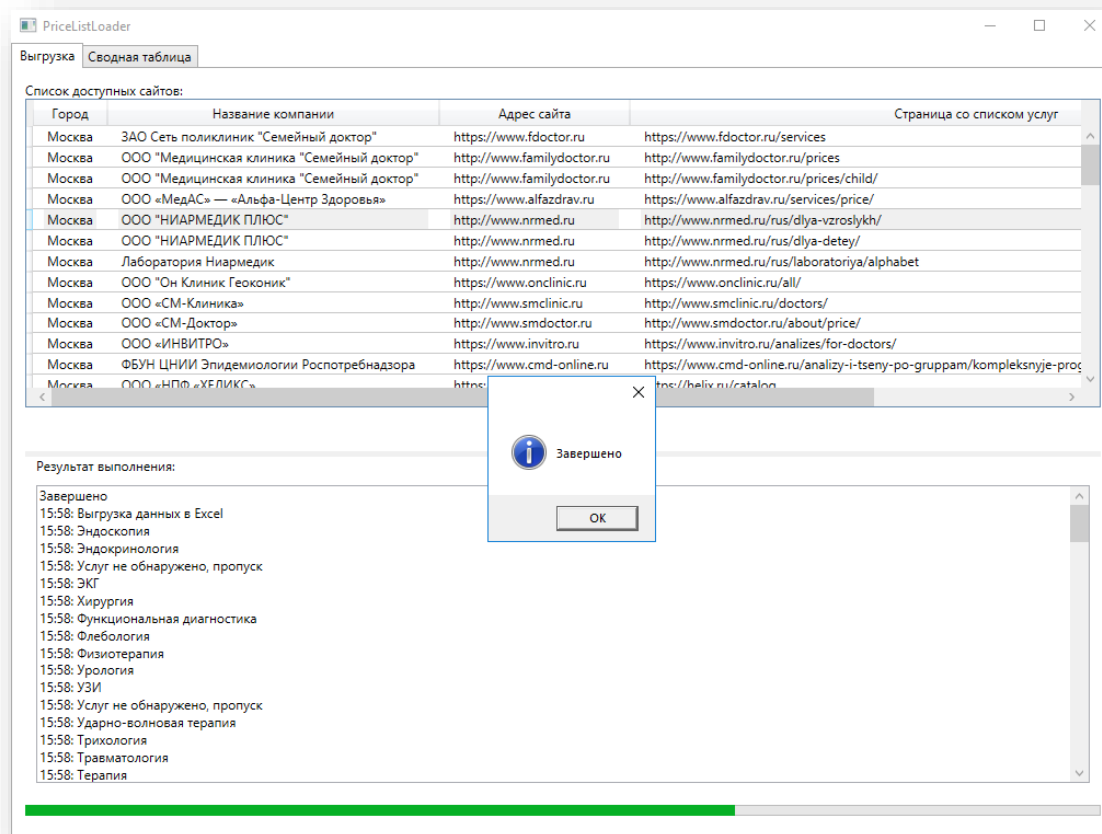 PriceListLoader
Выгрузка Сводная таблица
Список доступных сайтов:
Город Название компании Адрес сайта Страница со списком услуг
Москва ЗАО Сеть поликлиник "Семейный доктор" https://www.fdoctor.ru https://www.fdoctor.ru/services
Москва ООО "Медицинская клиника "Семейный доктор" http://www.familydoctor.ru http://www.familydoctor.ru/prices
Москва ООО "Медицинская клиника "Семейный доктор" http://www.familydoctor.ru http://www.familydoctor.ru/prices/child/
Москва ООО «МедАС» — «Альфа-Центр Здоровья» https://www.alfazdrav.ru https://www.alfazdrav.ru/services/price/
Москва ООО "НИАРМЕДИК ПЛЮС" http://www.nrmed.ru http://www.nrmed.ru/rus/dlya-vzroslykh/
Москва ООО "НИАРМЕДИК ПЛЮС" http://www.nrmed.ru http://www.nrmed.ru/rus/dlya-detey/
Москва Лаборатория Ниармедик http://www.nrmed.ru http://www.nrmed.ru/rus/laboratoriya/alphabet
Москва ООО "Он Клиник Геоконик" https://www.onclinic.ru https://www.onclinic.ru/all/
Москва ООО «СМ-Клиника» http://www.smclinic.ru http://www.smclinic.ru/doctors/
Москва ООО «СМ-Доктор» http://www.smdoctor.ru http://www.smdoctor.ru/about/price/
Москва ООО «ИНВИТРО» https://www.invitro.ru https://www.invitro.ru/analizes/for-doctors/
Москва ФБУН ЦНИИ Эпидемиологии Роспотребнадзора https://www.cmd-online.ru https://www.cmd-online.ru/analizy-i-tseny-po-gruppam/kompleksnyje-prog
Москва ООО «НПФ «ХЕЛИКС» https: ttps://helix.ru/catalog
Завершено
OK
Результат выполнения:
Завершено
15:58: Выгрузка данных в Excel
15:58: Эндоскопия
15:58: Эндокринология
15:58: Услуг не обнаружено, пропуск
15:58: ЭКГ
15:58: Хирургия
15:58: Функциональная диагностика
15:58: Флебология
15:58: Физиотерапия
15:58: Урология
15:58: УЗИ
15:58: Услуг не обнаружено, пропуск
15:58: Ударно-волновая терапия
15:58: Трихология
15:58: Травматология
15:58: Терапия